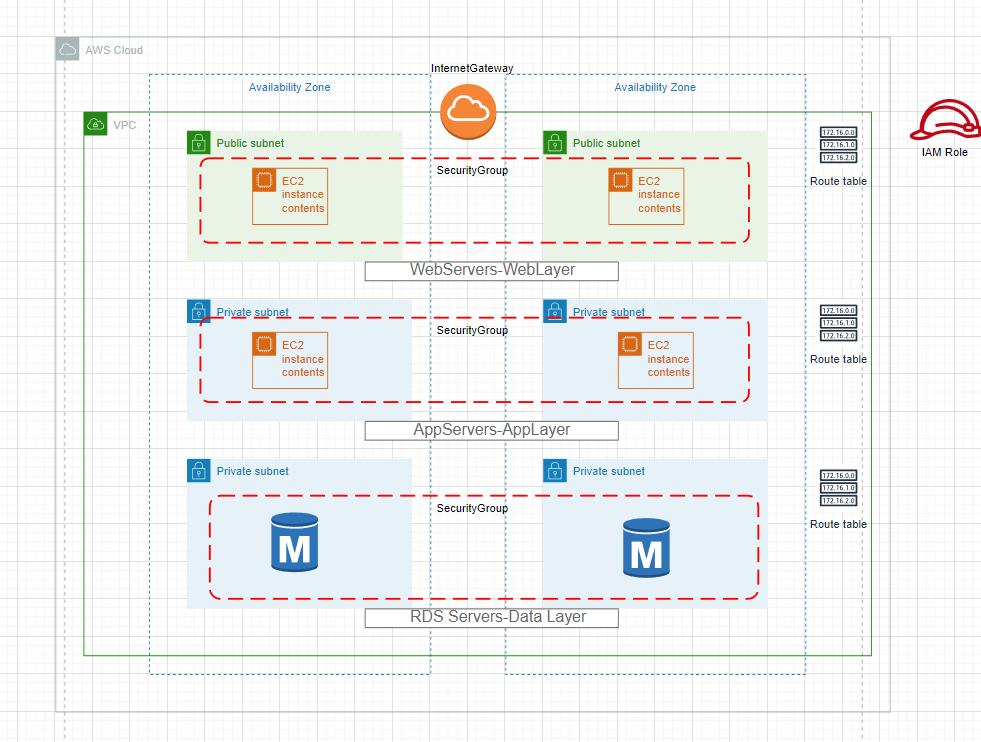 AWS Cloud
InternetGateway
Availability Zone
Availability Zone
VPC
172.16.0.0
172.16.1.0
172.16.2.0
Route table
IAM Role
Public subnet
Public subnet
SecurityGroup
EC2
instance
contents
EC2
instance
contents
WebServers-WebLayer
Private subnet
Private subnet
172.16.0.0
172.16.1.0
172.16.2.0
Route table
SecurityGroup
EC2
instance
contents
EC2
instance
contents
AppServers-AppLayer
Private subnet
Private subnet
172.16.0.0
172.16.1.0
172.16.2.0
Route table
SecurityGroup
M
M
RDS Servers-Data Layer